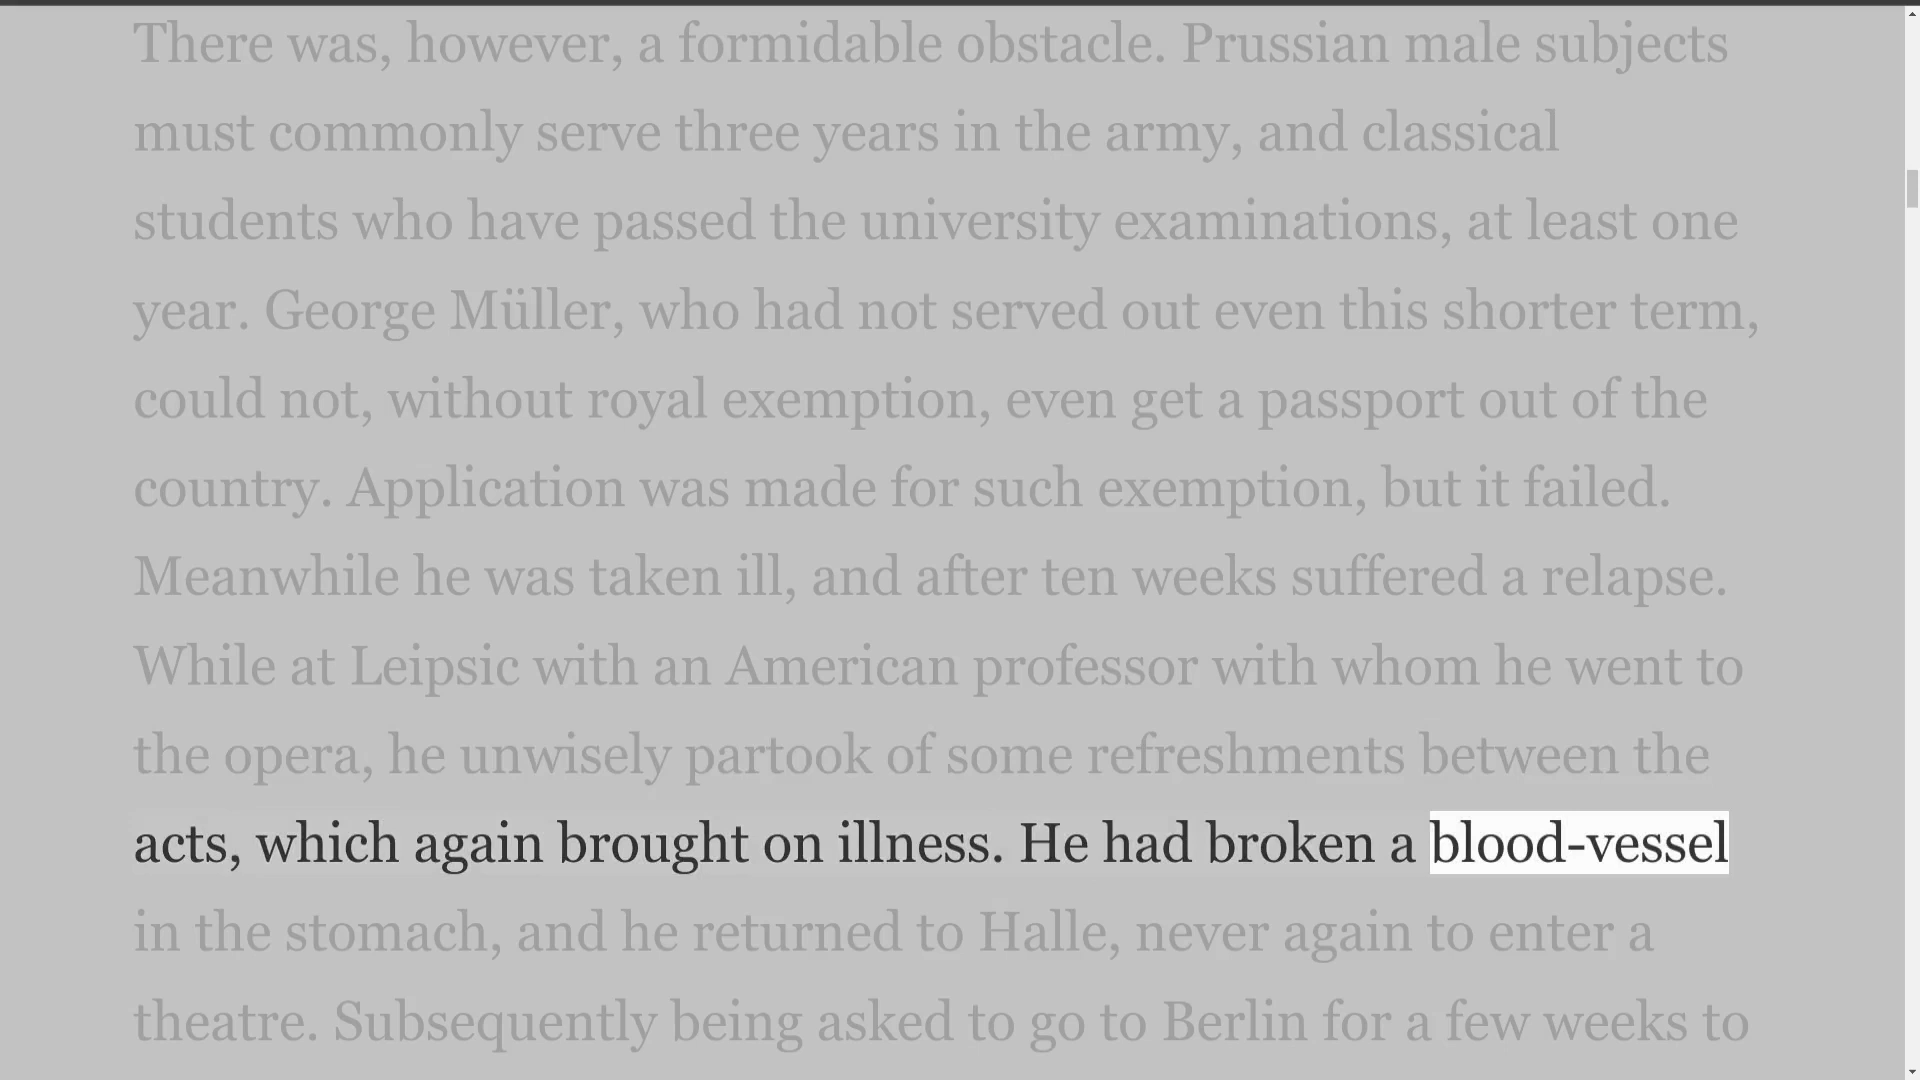 There was, however, a formidable obstacle. Prussian male subjects
must commonly serve three years in the army, and classical
students who have passed the university examinations, at least one
year. George Müller, who had not served out even this shorter term,
could not, without royal exemption, even get a passport out of the
country. Application was made for such exemption, but it failed.
Meanwhile he was taken ill, and after ten weeks suffered a relapse.
While at Leipsic with an American professor with whom he went to
the opera, he unwisely partook of some refreshments between the
acts, which again brought on illness. He had broken a blood-vessel
in the stomach, and he returned to Halle, never again to enter a
theatre. Subsequently being asked to go to Berlin for a few weeks to